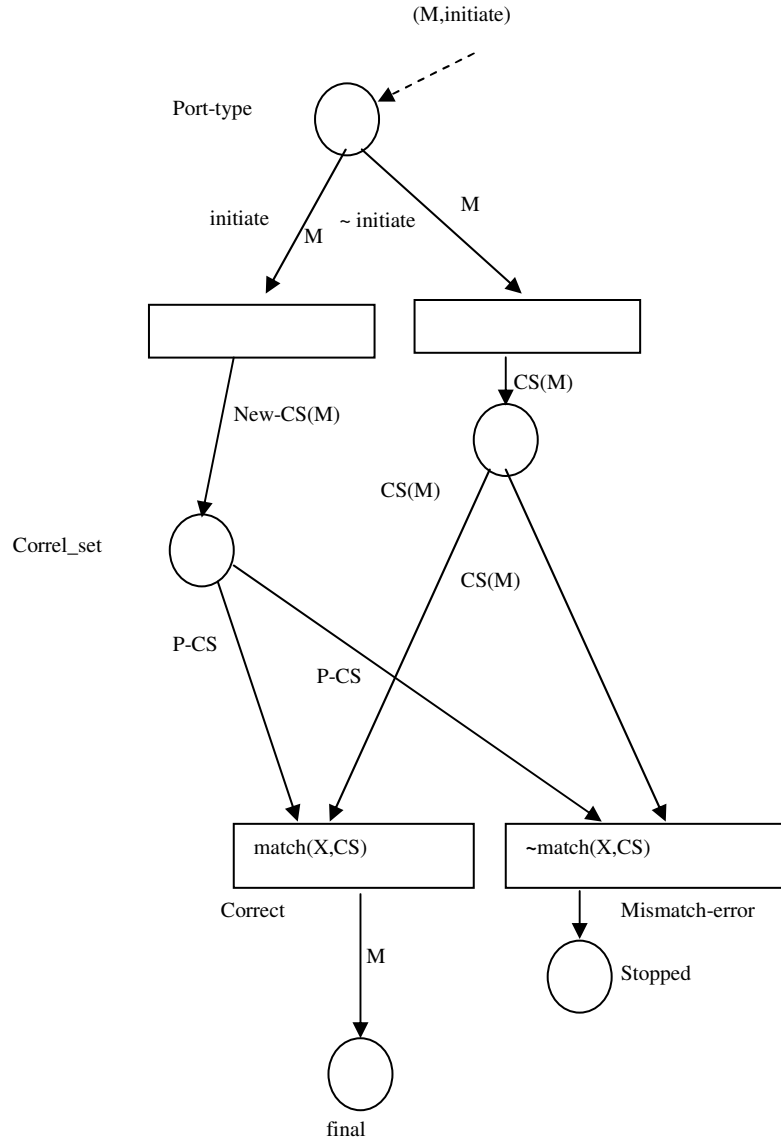 (M,initiate)
Port-type
initiate
M
~ initiate
M
CS(M)
New-CS(M)
CS(M)
Correl_set
CS(M)
P-CS
P-CS
match(X,CS)
~match(X,CS)
Correct
Mismatch-error
M
Stopped
final